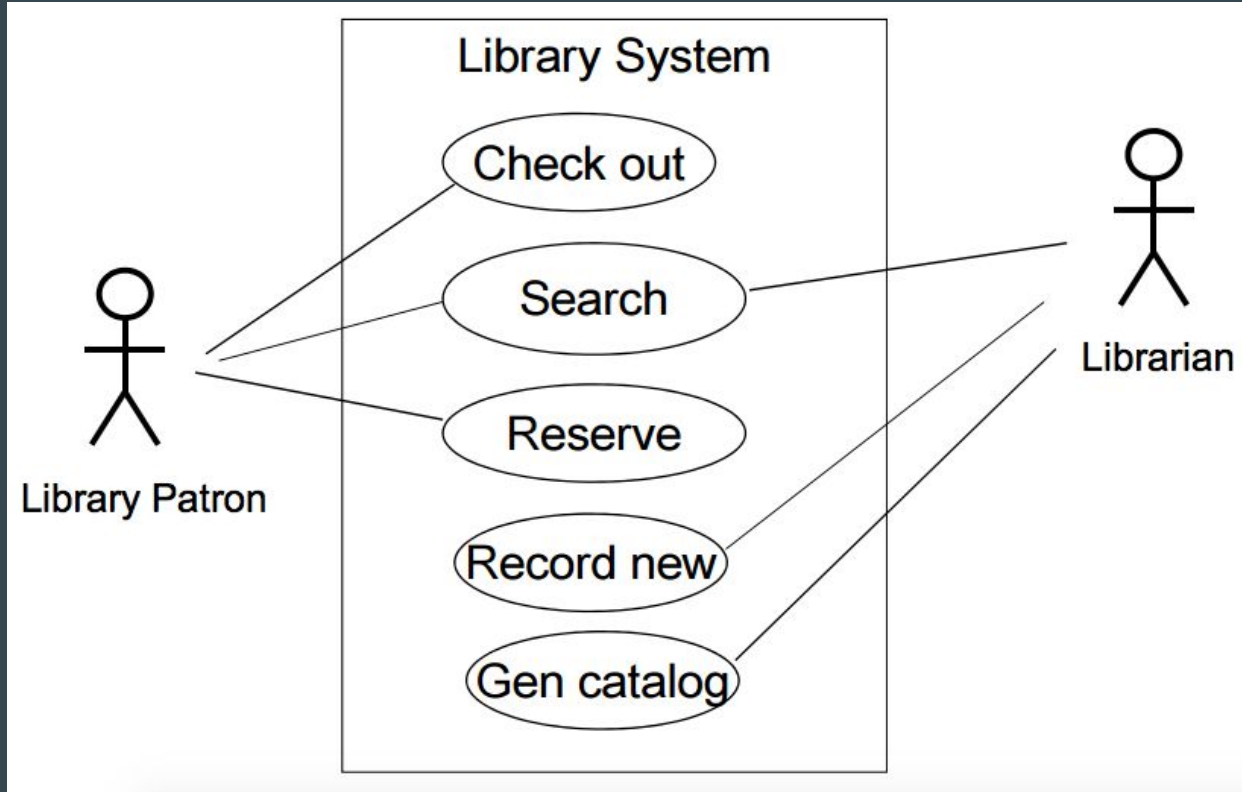 Library System
Check out
Search
Librarian
Reserve
Library Patron
Record new
Gen catalog